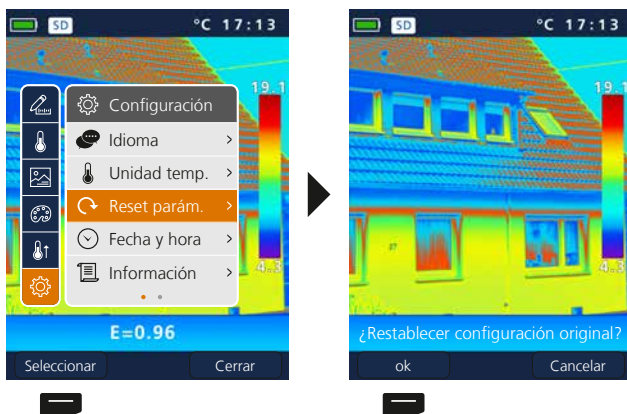 SD °C 17:13
19.1
Configuración
Idioma
Unidad temp.
Reset parám.
Fecha y hora
Información
4.3
E=0.96
Seleccionar Cerrar
SD °C 17:13
19.1
4.3
¿Restablecer configuración original?
ok Cancelar